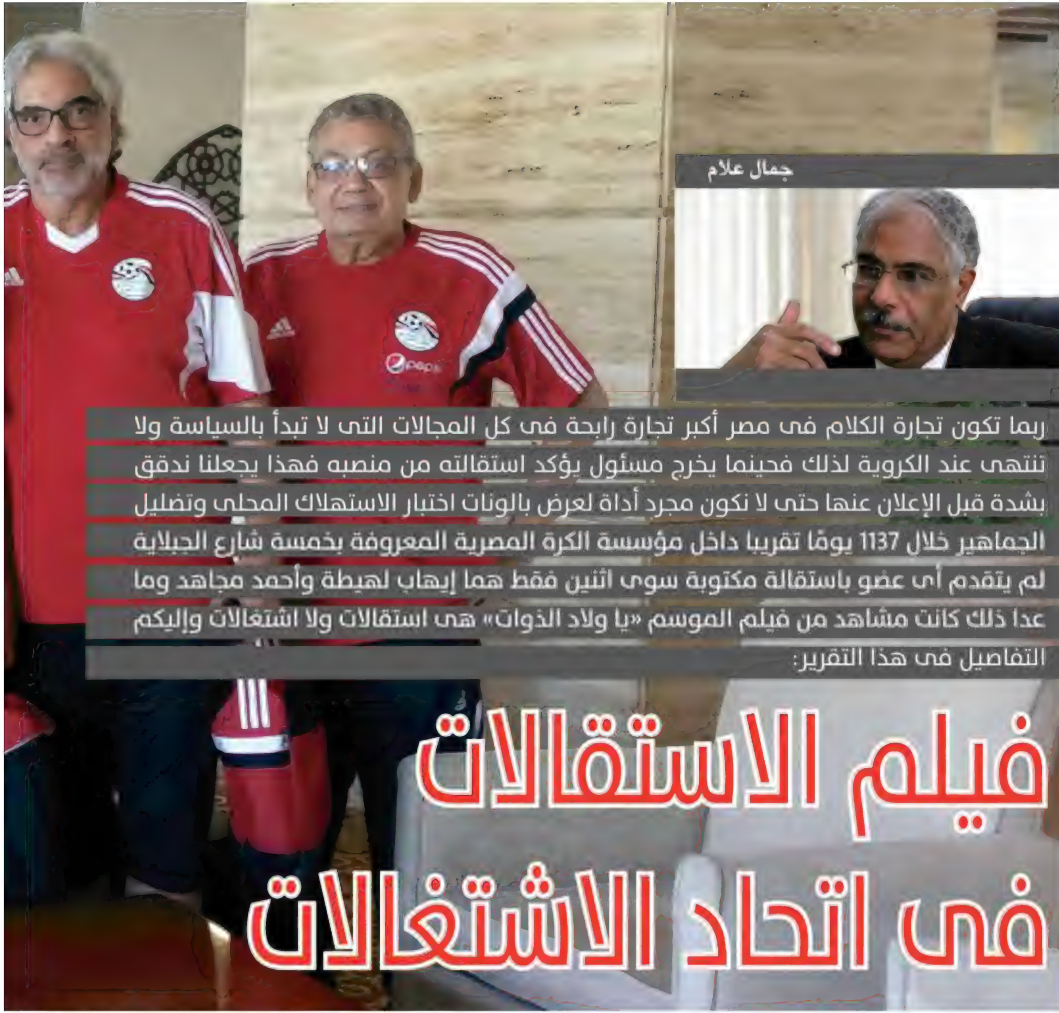 جمال علام
ربما تكون تجارة الكلام فى مصر أكبر تجارة رابحة فى كل المجالات التى لا تبدأ بالسياسة ولا
تنتهى عند الكروية لذلك فحينما يخرج مسئول يؤكد استقالته من منصبه فهذا يجعلنا ندقق
بشدة قبل الإعلان عنها حتى لا نكون مجرد أداة لعرض بالونات اختبار الاستهلاك المحلى وتضليل
الجماهير خلال 1137 يومًا تقريبا داخل مؤسسة الكرة المصرية المعروفة بخمسة شارع الجبلاية
لم يتقدم أى عضو باستقالة مكتوبة سوى اثنين فقط هما إيهاب لهيطة وأحمد مجاهد وما
عدا ذلك كانت مشاهد من فيلم الموسم «يا ولاد الذوات» هى استقالات ولا اشتغالات وإليكم
التفاصيل فى هذا التقرير:
فيلم الاستقالات
فى اتحاد الاشتغالات
pepsi